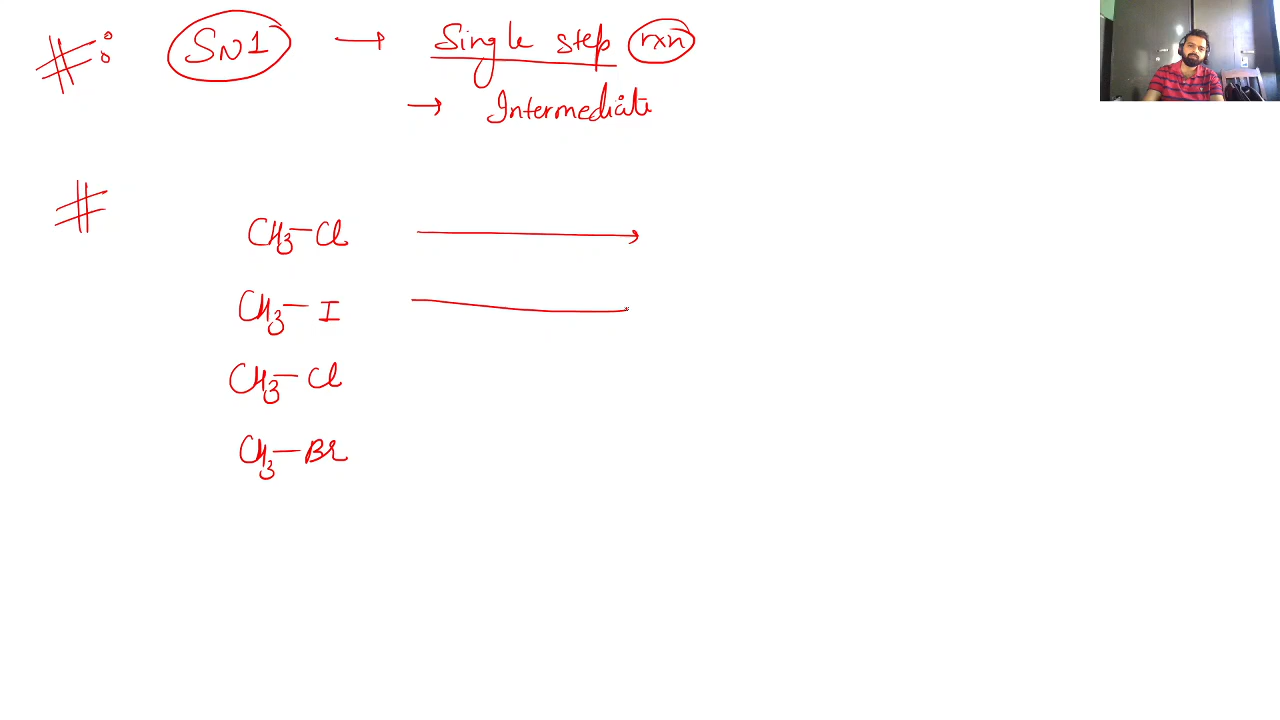 #: SN1 → Single step rxn
→ Intermediate
#
CH3-Cl →
CH3-I
CH3-Cl
CH3-Br